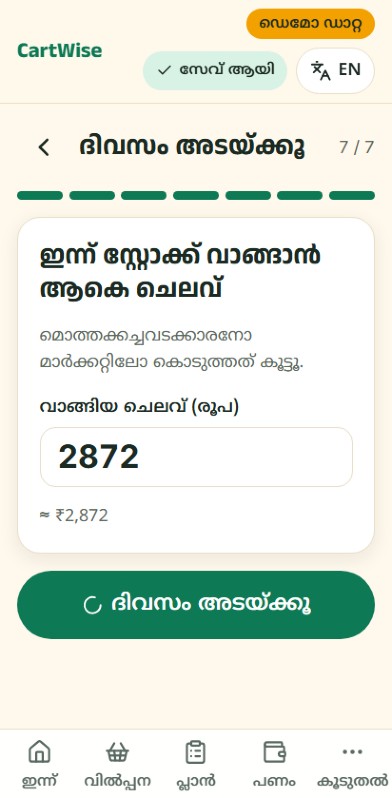 ഡെമോ ഡാറ്റ
CartWise
സേവ് ആയി
EN
ദിവസം അടയ്ക്കൂ
7 / 7
ഇന്ന് സ്റ്റോക്ക് വാങ്ങാൻ
ആകെ ചെലവ്
മൊത്തക്കച്ചവടക്കാരനോ
മാർക്കറ്റിലോ കൊടുത്തത് കൂട്ടൂ.
വാങ്ങിയ ചെലവ് (രൂപ)
2872
≈ ₹2,872
ദിവസം അടയ്ക്കൂ
ഇന്ന്
വിൽപ്പന
പ്ലാൻ
പണം
കൂടുതൽ